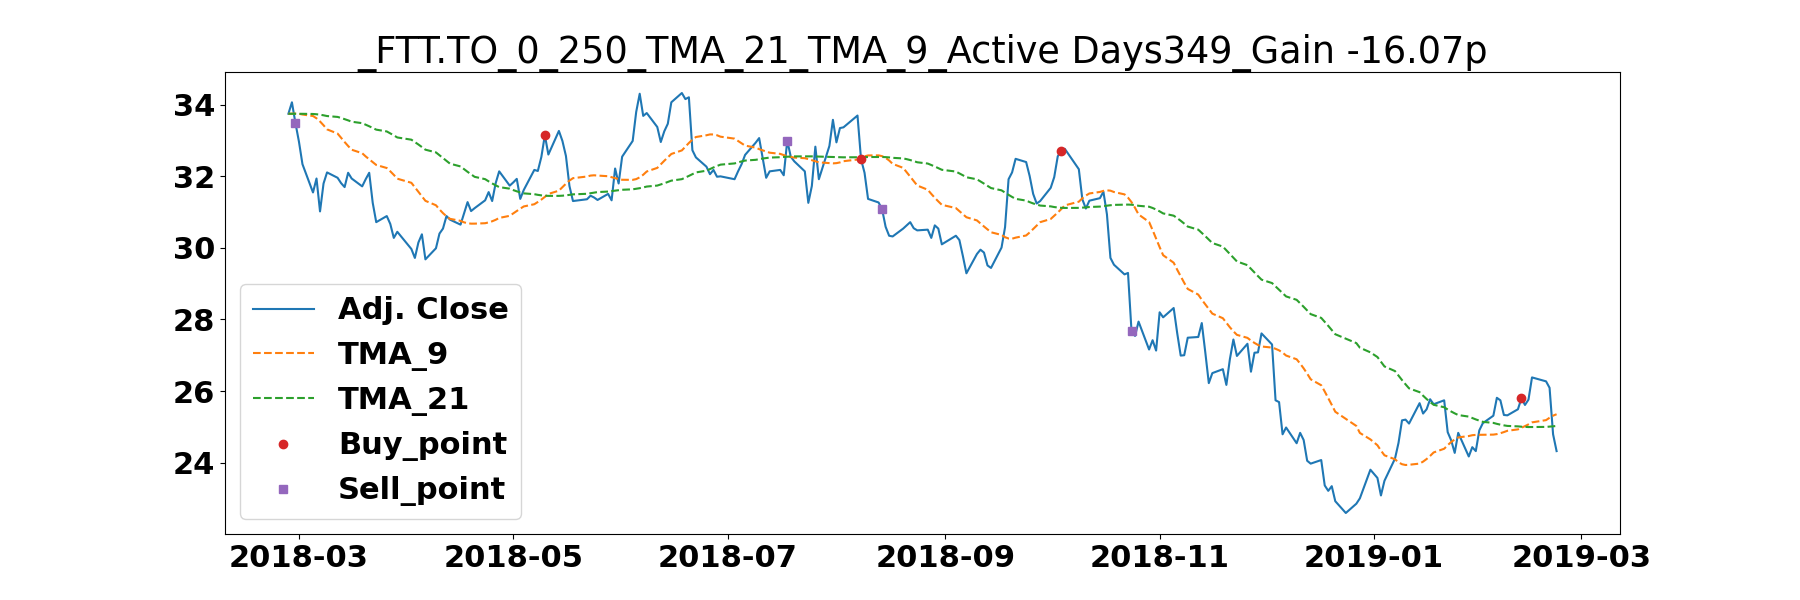 _FTT.TO_0_250_TMA_21_TMA_9_Active Days349_Gain -16.07p
34
32
30
28
26
24
Adj. Close
TMA_9
TMA_21
Buy_point
Sell_point
2018-03 2018-05 2018-07 2018-09 2018-11 2019-01 2019-03